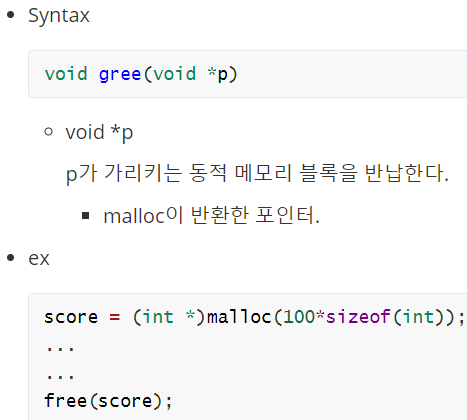 Syntax
void gree(void *p)
void *p
p가 가리키는 동적 메모리 블록을 반납한다.
malloc이 반환한 포인터.
ex
score = (int *)malloc(100*sizeof(int));
...
...
free(score);